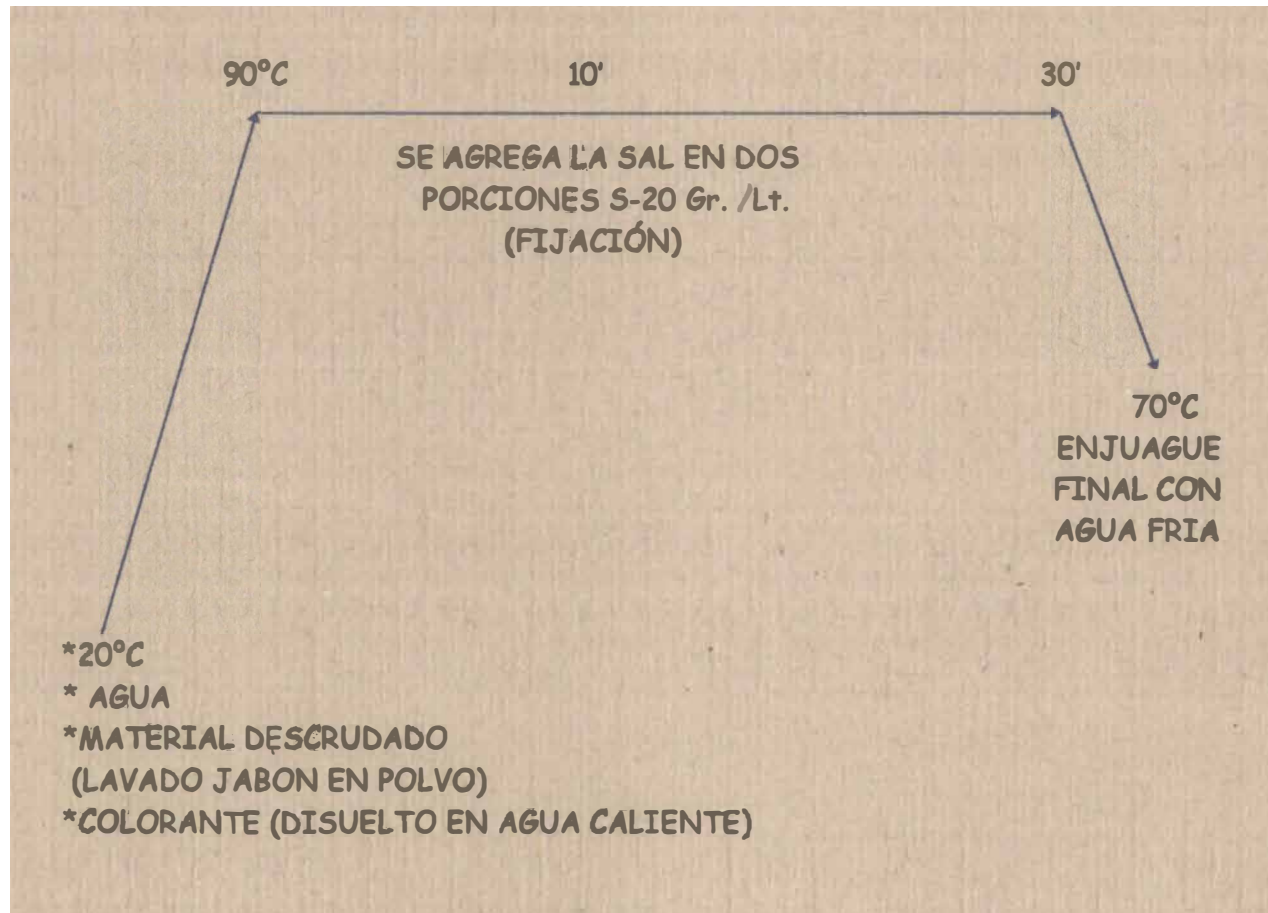 90°C 10' 30'
SE AGREGA LA SAL EN DOS
PORCIONES S-20 Gr. /Lt.
(FIJACIÓN)
70°C
ENJUAGUE
FINAL CON
AGUA FRIA
*20°C
* AGUA
*MATERIAL DESCRUDADO
(LAVADO JABON EN POLVO)
*COLORANTE (DISUELTO EN AGUA CALIENTE)